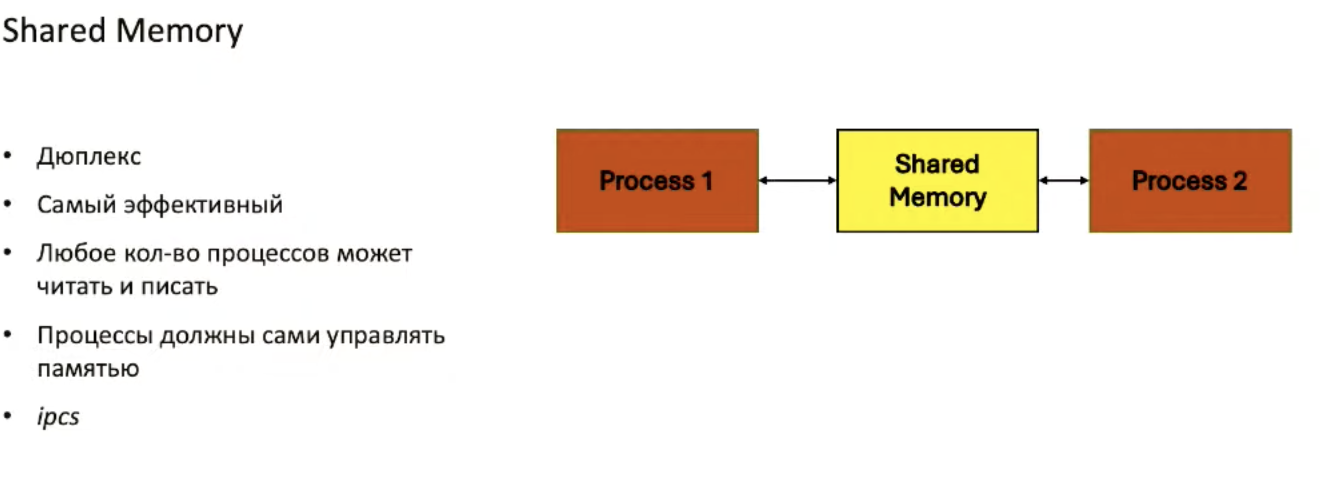 Shared Memory
• Дюплекс
• Самый эффективный
• Любое кол-во процессов может
читать и писать
• Процессы должны сами управлять
памятью
• ipcs
Process 1
Shared
Memory
Process 2